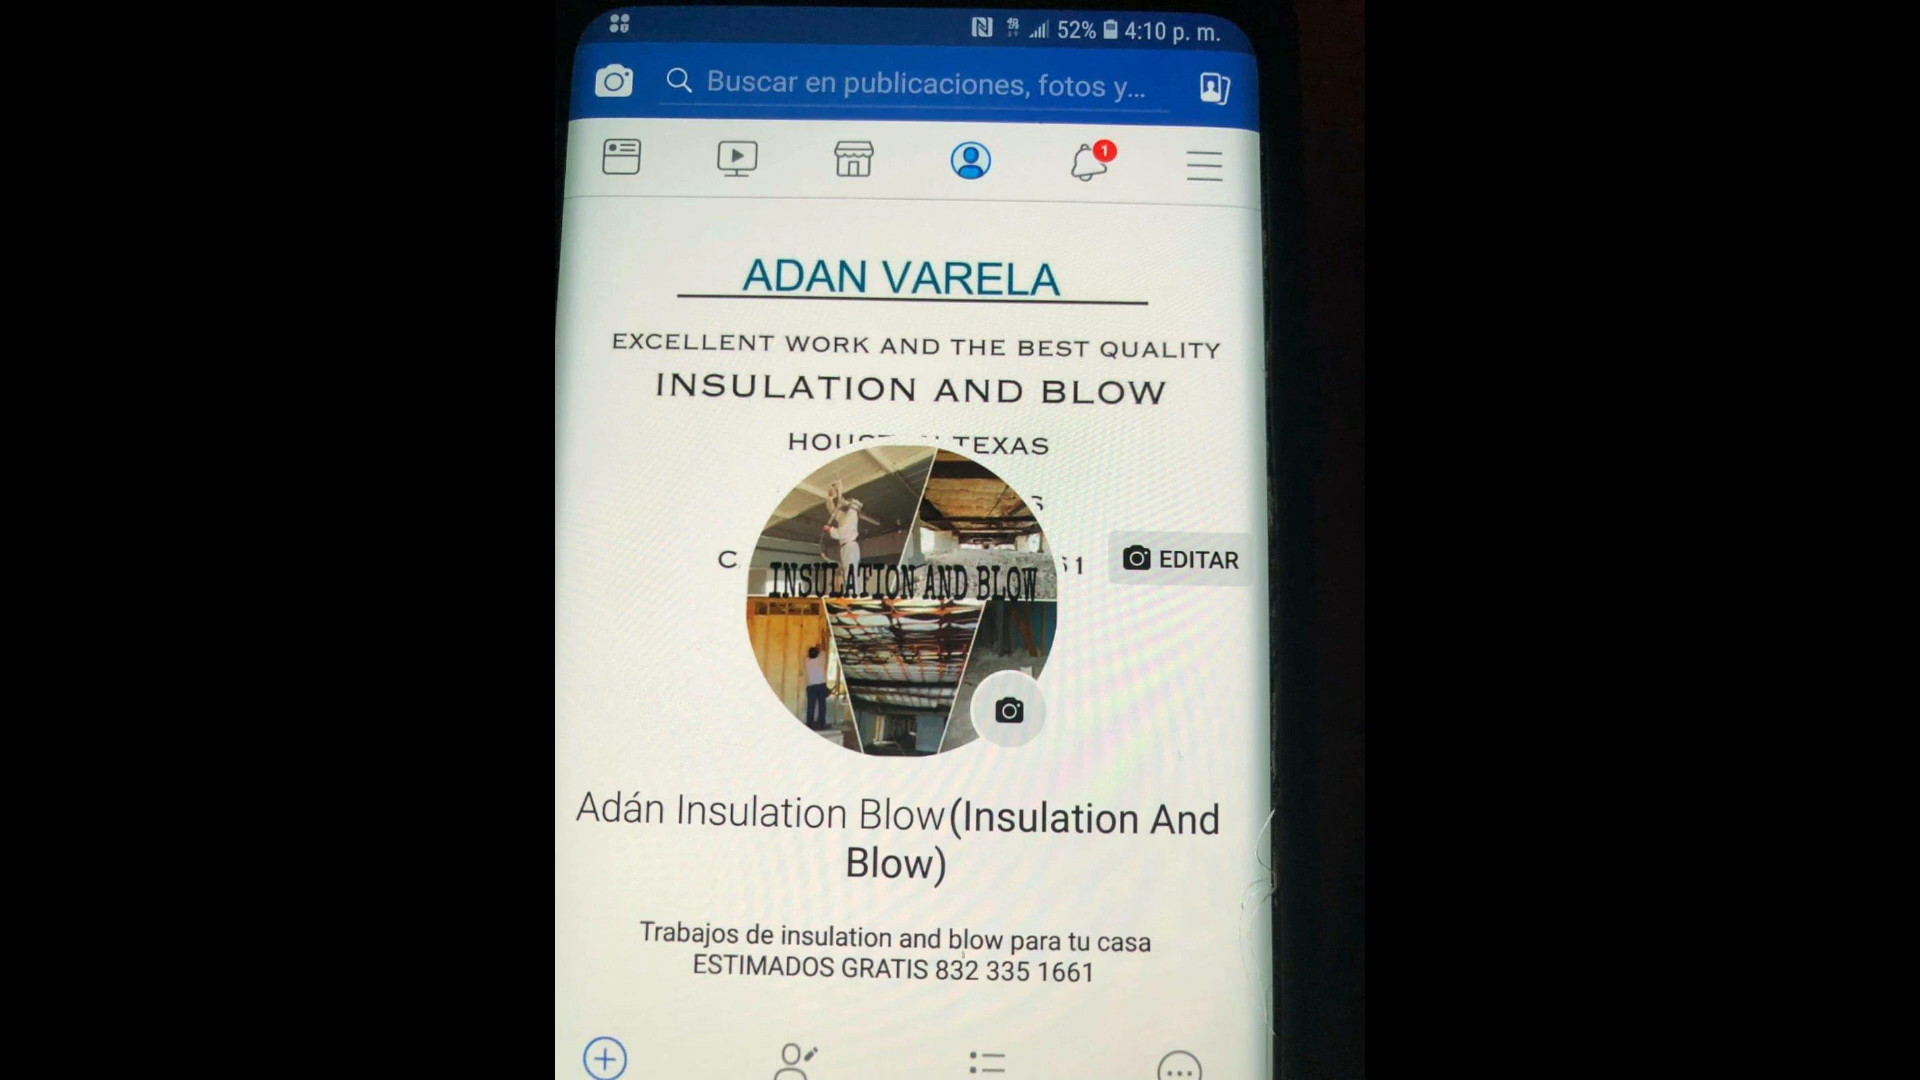 52% 4:10 p. m.
Buscar en publicaciones, fotos y...
1
ADAN VARELA
EXCELLENT WORK AND THE BEST QUALITY
INSULATION AND BLOW
TEXAS
INSULATION AND BLOW
EDITAR
Adán Insulation Blow(Insulation And
Blow)
Trabajos de insulation and blow para tu casa
ESTIMADOS GRATIS 832 335 1661